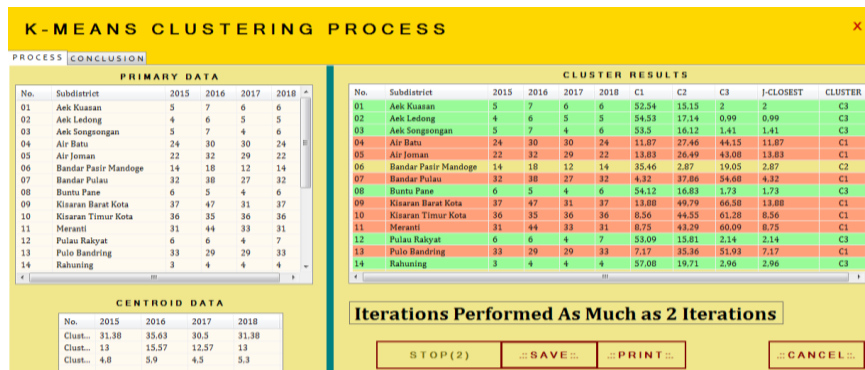 K-MEANS CLUSTERING PROCESS
X
PROCESS CONCLUSION
PRIMARY DATA
No. Subdistrict 2015 2016 2017 2018
01 Aek Kuasan 5 7 6 6
02 Aek Ledong 4 6 5 5
03 Aek Songsongan 5 7 4 6
04 Air Batu 24 30 30 24
05 Air Joman 22 32 29 22
06 Bandar Pasir Mandoge 14 18 12 14
07 Bandar Pulau 32 38 27 32
08 Buntu Pane 6 5 4 6
09 Kisaran Barat Kota 37 47 31 37
10 Kisaran Timur Kota 36 35 36 36
11 Meranti 31 44 33 31
12 Pulau Rakyat 6 6 4 7
13 Pulo Bandring 33 29 29 33
14 Rahuning 3 4 4 4
CENTROID DATA
No. 2015 2016 2017 2018
Clust... 31,38 35,63 30,5 31,38
Clust... 13 15,57 12,57 13
Clust... 4,8 5,9 4,5 5,3
CLUSTER RESULTS
No. Subdistrict 2015 2016 2017 2018 C1 C2 C3 J-CLOSEST CLUSTER
01 Aek Kuasan 5 7 6 6 52,54 15,15 2 2 C3
02 Aek Ledong 4 6 5 5 54,53 17,14 0,99 0,99 C3
03 Aek Songsongan 5 7 4 6 53,5 16,12 1,41 1,41 C3
04 Air Batu 24 30 30 24 11,87 27,46 44,15 11,87 C1
05 Air Joman 22 32 29 22 13,83 26,49 43,08 13,83 C1
06 Bandar Pasir Mandoge 14 18 12 14 35,46 2,87 19,05 2,87 C2
07 Bandar Pulau 32 38 27 32 4,32 37,86 54,68 4,32 C1
08 Buntu Pane 6 5 4 6 54,12 16,83 1,73 1,73 C3
09 Kisaran Barat Kota 37 47 31 37 13,88 49,79 66,58 13,88 C1
10 Kisaran Timur Kota 36 35 36 36 8,56 44,55 61,28 8,56 C1
11 Meranti 31 44 33 31 8,75 43,29 60,09 8,75 C1
12 Pulau Rakyat 6 6 4 7 53,09 15,81 2,14 2,14 C3
13 Pulo Bandring 33 29 29 33 7,17 35,36 51,93 7,17 C1
14 Rahuning 3 4 4 4 57,08 19,71 2,96 2,96 C3
Iterations Performed As Much as 2 Iterations
STOP(2) .::SAVE::. .::PRINT::. .::CANCEL::.